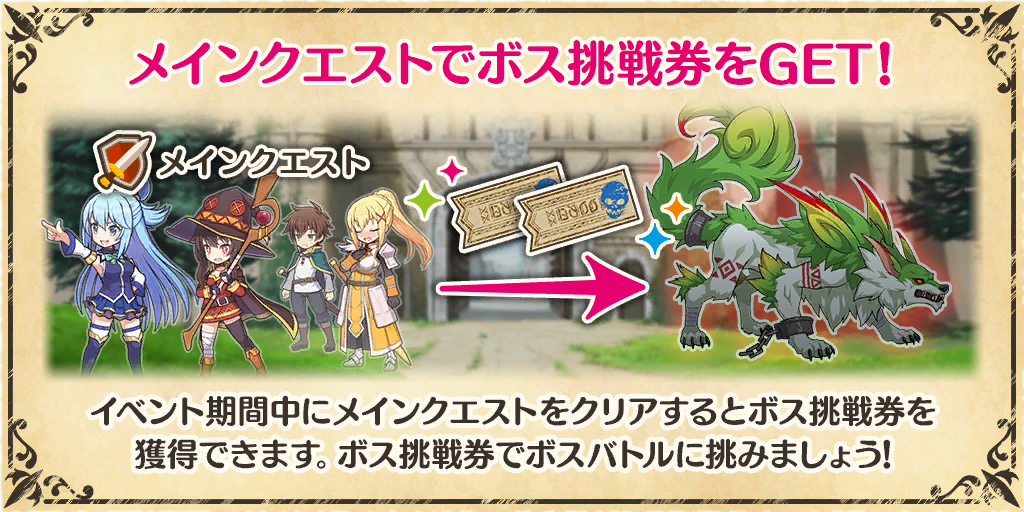 メインクエストでボス挑戦券をGET!
メインクエスト
イベント期間中にメインクエストをクリアするとボス挑戦券を
獲得できます。ボス挑戦券でボスバトルに挑みましょう!